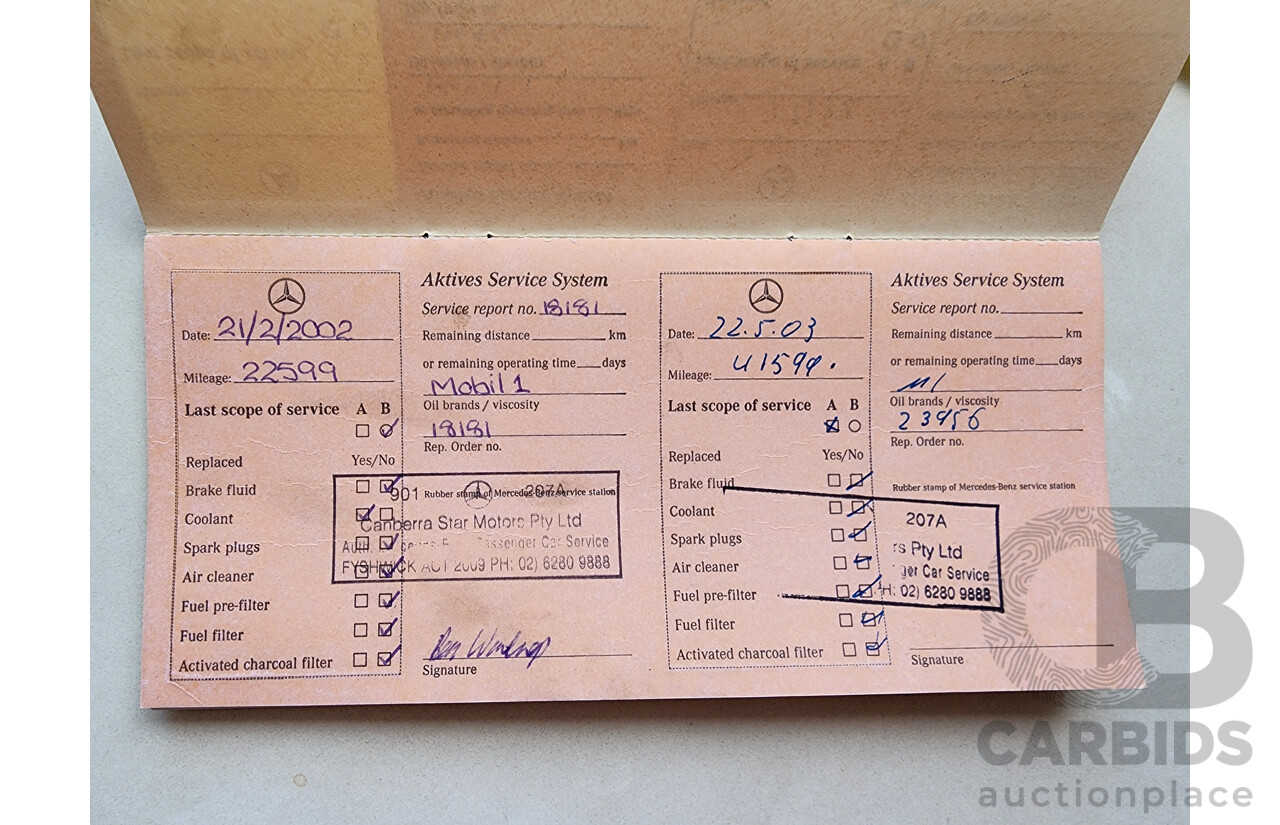 Aktives Service System
Date: 21/2/2002
Service report no. 18181
Remaining distance km
or remaining operating time days
Mileage: 22599
Mobil 1
Oil brands / viscosity
Last scope of service A B
18181
Rep. Order no.
Replaced Yes/No
Brake fluid
901 Rubber stamp of Mercedes-Benz service station 207A
Coolant
Canberra Star Motors Pty Ltd
Spark plugs
Passenger Car Service
FYSHWICK ACT 2009 PH: 02) 6280 9888
Air cleaner
Fuel pre-filter
Fuel filter
Activated charcoal filter
Signature
Aktives Service System
Date: 22.5.03
Service report no.
Remaining distance km
or remaining operating time days
Mileage: 41594.
M1
Oil brands / viscosity
Last scope of service A B
23456
Rep. Order no.
Replaced Yes/No
Brake fluid
Rubber stamp of Mercedes-Benz service station
Coolant
207A
Spark plugs
rs Pty Ltd
Air cleaner
ger Car Service
Fuel pre-filter
H: 02) 6280 9888
Fuel filter
Activated charcoal filter
Signature
CARBIDS
auctionplace